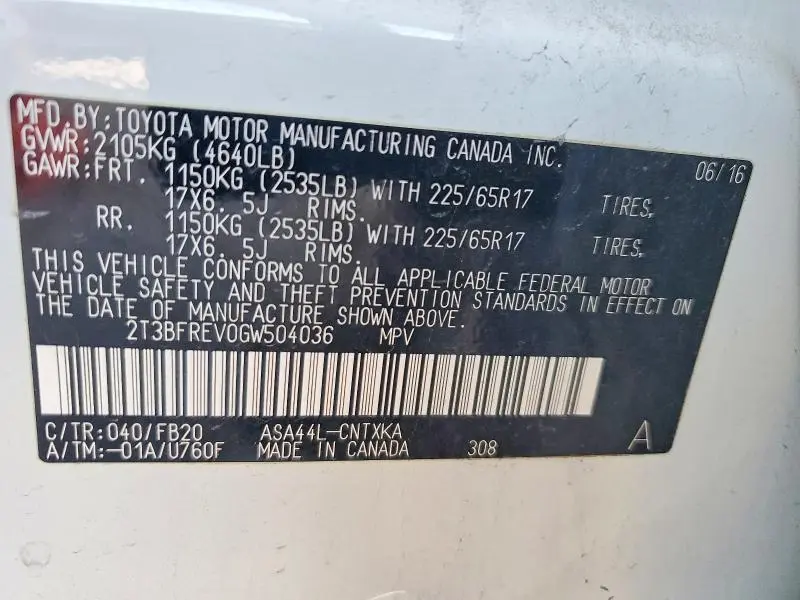 MFD. BY: TOYOTA MOTOR MANUFACTURING CANADA INC. 06/16
GVWR: 2105KG (4640LB)
GAWR: FRT. 1150KG (2535LB) WITH 225/65R17 TIRES,
17X6. 5J RIMS.
RR. 1150KG (2535LB) WITH 225/65R17 TIRES,
17X6. 5J RIMS.
THIS VEHICLE CONFORMS TO ALL APPLICABLE FEDERAL MOTOR
VEHICLE SAFETY AND THEFT PREVENTION STANDARDS IN EFFECT ON
THE DATE OF MANUFACTURE SHOWN ABOVE.
2T3BFREV0GW504036 MPV
C/TR: 040/FB20 ASA44L-CNTXKA
A/TM:-01A/U760F MADE IN CANADA 308 A